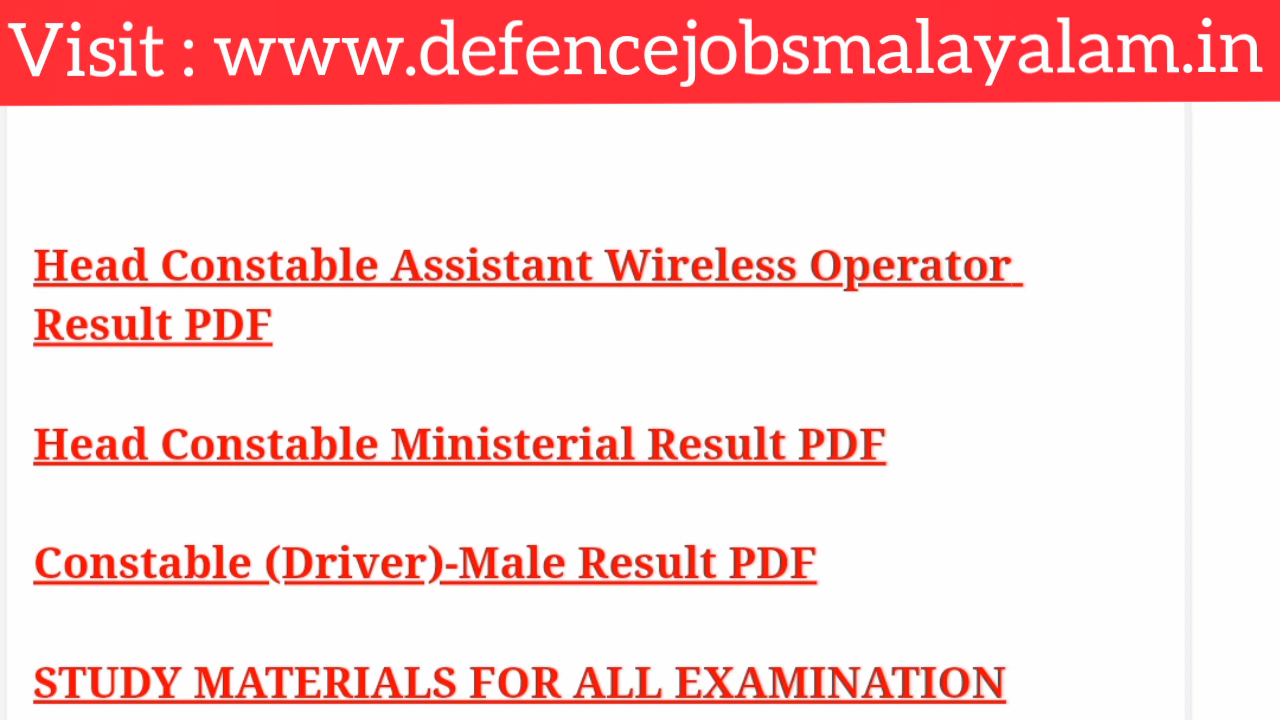 Visit : www.defencejobsmalayalam.in
Head Constable Assistant Wireless Operator
Result PDF
Head Constable Ministerial Result PDF
Constable (Driver)-Male Result PDF
STUDY MATERIALS FOR ALL EXAMINATION